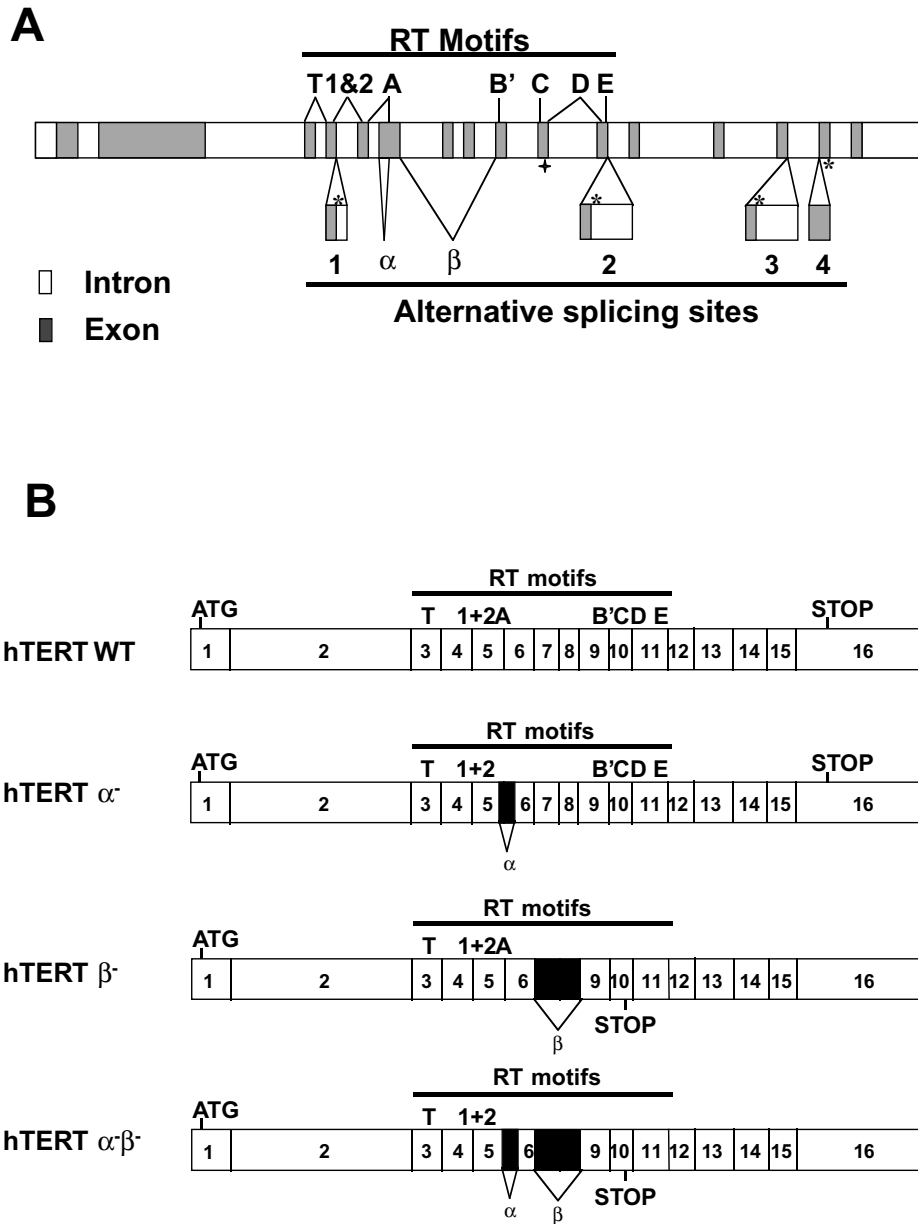 A
RT Motifs
T 1&2 A B’ C D E
* * * *
1 α β 2 3 4
Intron
Exon
Alternative splicing sites
B
RT motifs
ATG T 1+2A B’CD E STOP
hTERT WT 1 2 3 4 5 6 7 8 9 10 11 12 13 14 15 16
RT motifs
ATG T 1+2 B’CD E STOP
hTERT α- 1 2 3 4 5 6 7 8 9 10 11 12 13 14 15 16
α
RT motifs
ATG T 1+2A
hTERT β- 1 2 3 4 5 6 9 10 11 12 13 14 15 16
STOP
β
RT motifs
ATG T 1+2
hTERT α-β- 1 2 3 4 5 6 9 10 11 12 13 14 15 16
α β STOP